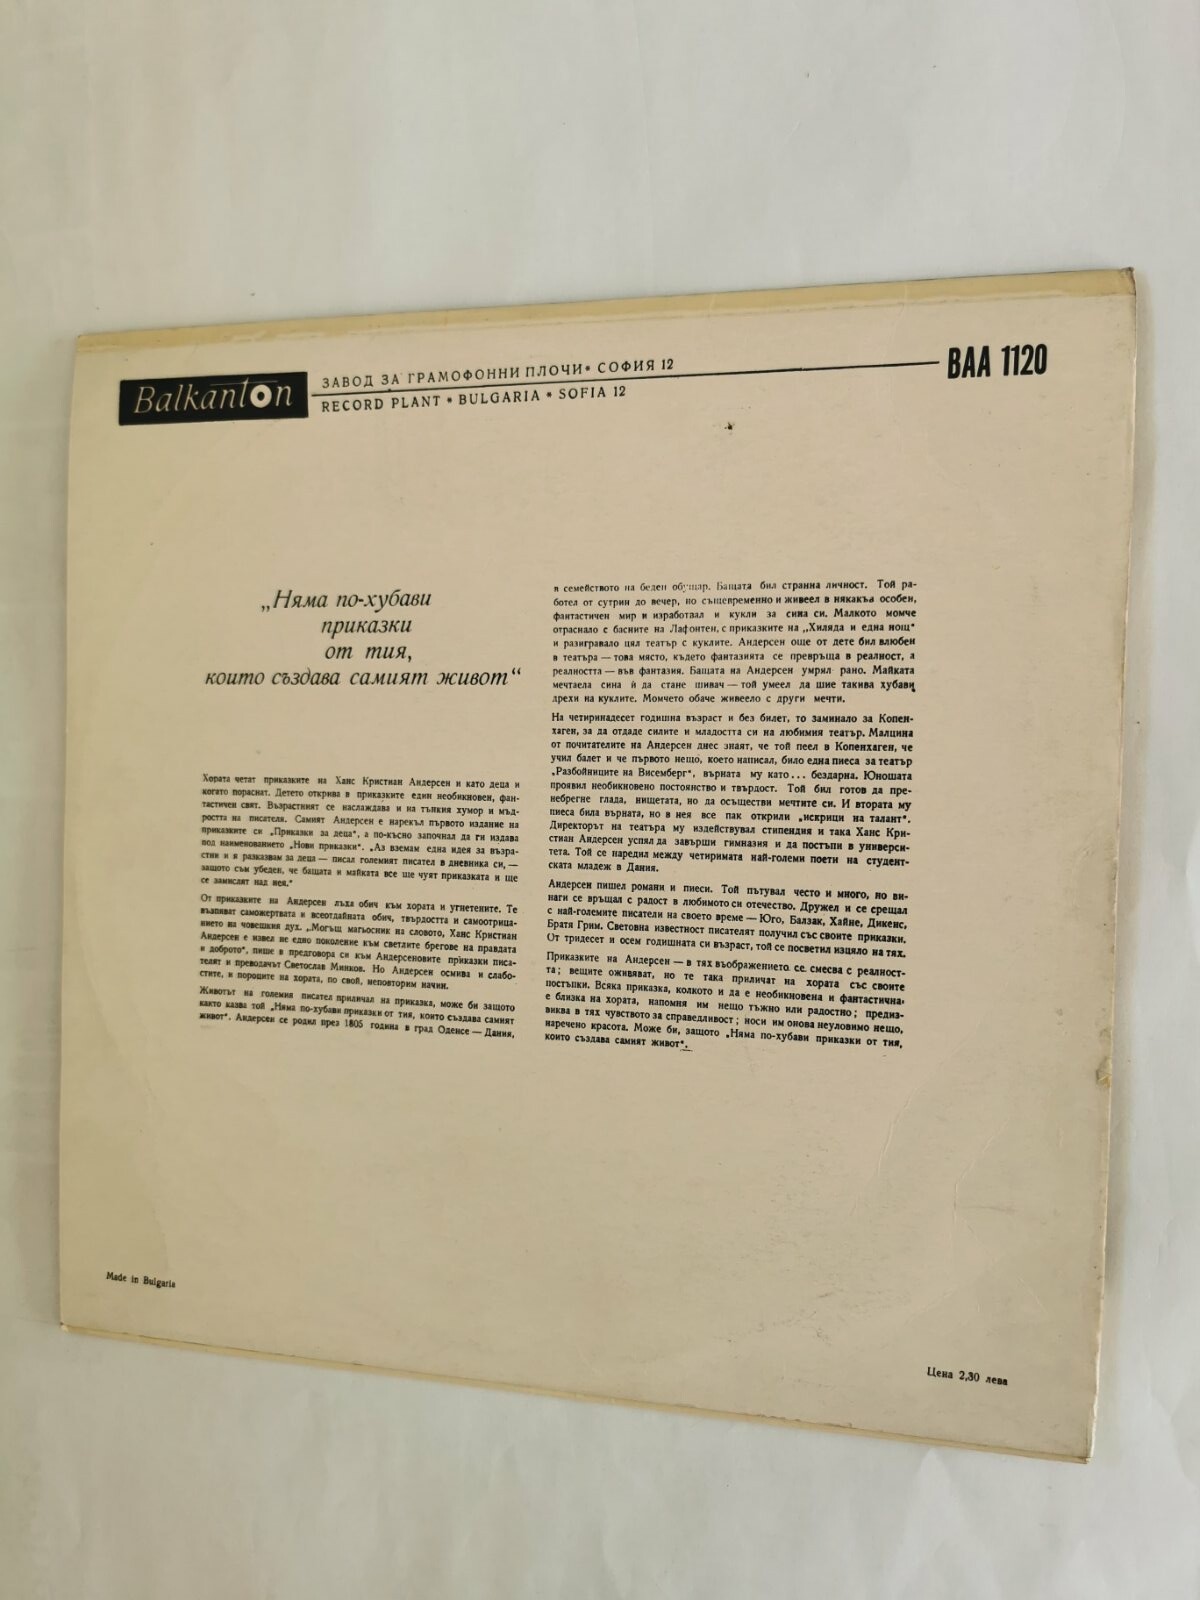 Balkanton
ЗАВОД ЗА ГРАМОФОННИ ПЛОЧИ • СОФИЯ 12
RECORD PLANT • BULGARIA • SOFIA 12
ВАА 1120
„Няма по-хубави
приказки
от тия,
които създава самият живот“
Хората четат приказките на Ханс Кристиан Андерсен и като деца и
когато пораснат. Детето открива в приказките един необикновен, фан-
тастичен свят. Възрастният се наслаждава и на тънкия хумор и мъд-
ростта на писателя. Самият Андерсен е нарекъл първото издание на
приказките си „Приказки за деца“, а по-късно започнал да ги издава
под наименованието „Нови приказки“. „Аз вземам една идея за възра-
стни и я разказвам за деца — писал големият писател в дневника си, —
защото съм убеден, че бащата и майката все ще чуят приказката и ще
се замислят над нея.“
От приказките на Андерсен лъха обич към хората и угнетените. Те
възпяват саможертвата и всеотдайната обич, твърдостта и самоотрица-
нието на човешкия дух. „Могъщ магьосник на словото, Ханс Кристиан
Андерсен е извел не едно поколение към светлите брегове на правдата
и доброто“, пише в предговора си към Андерсеновите приказки писа-
телят и преводачът Светослав Минков. Но Андерсен осмива и слабо-
стите, и пороците на хората, по свой, неповторим начин.
Животът на големия писател приличал на приказка, може би защото
както казва той „Няма по-хубави приказки от тия, които създава самият
живот“. Андерсен се родил през 1805 година в град Оденсе — Дания,
в семейството на беден обущар. Бащата бил странна личност. Той ра-
ботел от сутрин до вечер, но същевременно и живеел в някакъв особен,
фантастичен мир и изработвал и кукли за сина си. Малкото момче
отраснало с басните на Лафонтен, с приказките на „Хиляда и една нощ“
и разигравало цял театър с куклите. Андерсен още от дете бил влюбен
в театъра — това място, където фантазията се превръща в реалност, а
реалността — във фантазия. Бащата на Андерсен умрял рано. Майката
мечтаела сина ѝ да стане шивач — той умеел да шие такива хубави
дрехи на куклите. Момчето обаче живеело с други мечти.
На четиринадесет годишна възраст и без билет, то заминало за Копен-
хаген, за да отдаде силите и младостта си на любимия театър. Малцина
от почитателите на Андерсен днес знаят, че той пеел в Копенхаген, че
учил балет и че първото нещо, което написал, било една пиеса за театър
„Разбойниците на Висемберг“, върната му като... бездарна. Юношата
проявил необикновено постоянство и твърдост. Той бил готов да пре-
небрегне глада, нищетата, но да осъществи мечтите си. И втората му
пиеса била върната, но в нея все пак открили „искрици на талант“.
Директорът на театъра му издействувал стипендия и така Ханс Кри-
стиан Андерсен успял да завърши гимназия и да постъпи в универси-
тета. Той се наредил между четиримата най-големи поети на студент-
ската младеж в Дания.
Андерсен пишел романи и пиеси. Той пътувал често и много, но ви-
наги се връщал с радост в любимото си отечество. Дружел и се срещал
с най-големите писатели на своето време — Юго, Балзак, Хайне, Дикенс,
Братя Грим. Световна известност писателят получил със своите приказки.
От тридесет и осем годишната си възраст, той се посветил изцяло на тях.
Приказките на Андерсен — в тях въображението се смесва с реалност-
та; вещите оживяват, но те така приличат на хората със своите
постъпки. Всяка приказка, колкото и да е необикновена и фантастична,
е близка на хората, напомня им нещо тъжно или радостно; предиз-
виква в тях чувството за справедливост; носи им онова неуловимо нещо,
наречено красота. Може би, защото „Няма по-хубави приказки от тия,
които създава самият живот“.
Made in Bulgaria
Цена 2,30 лева